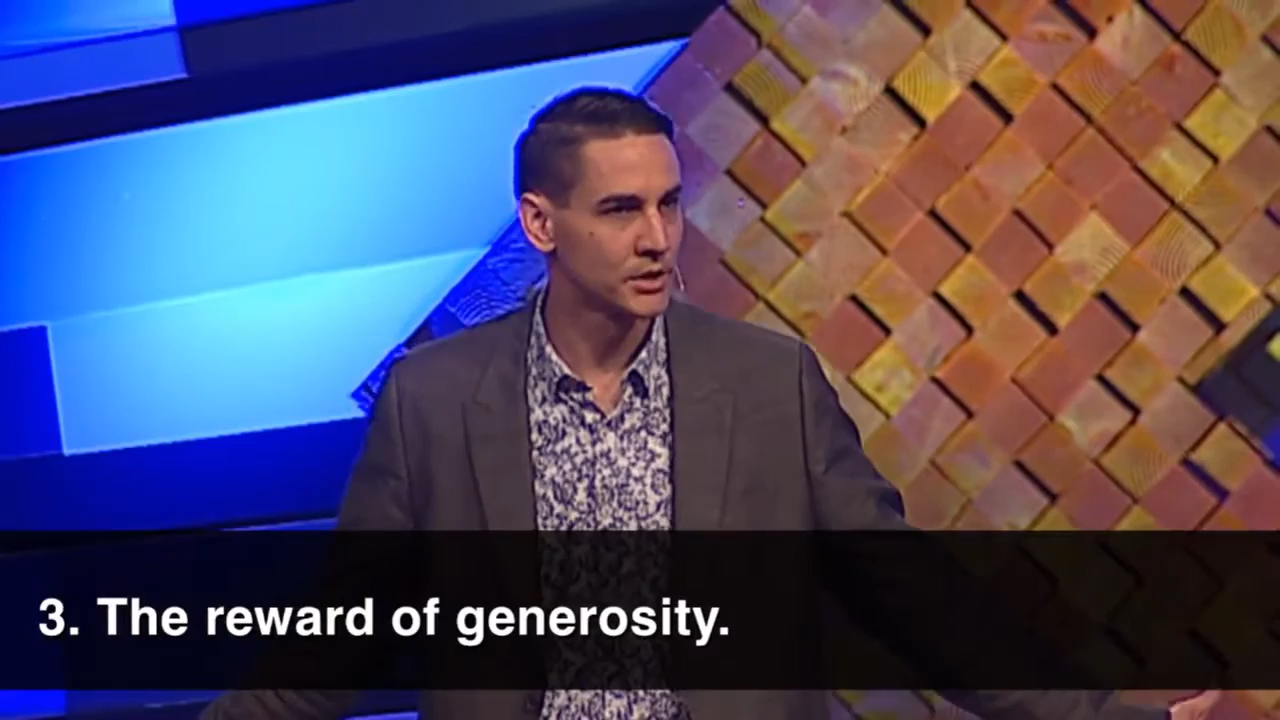 3. The reward of generosity.